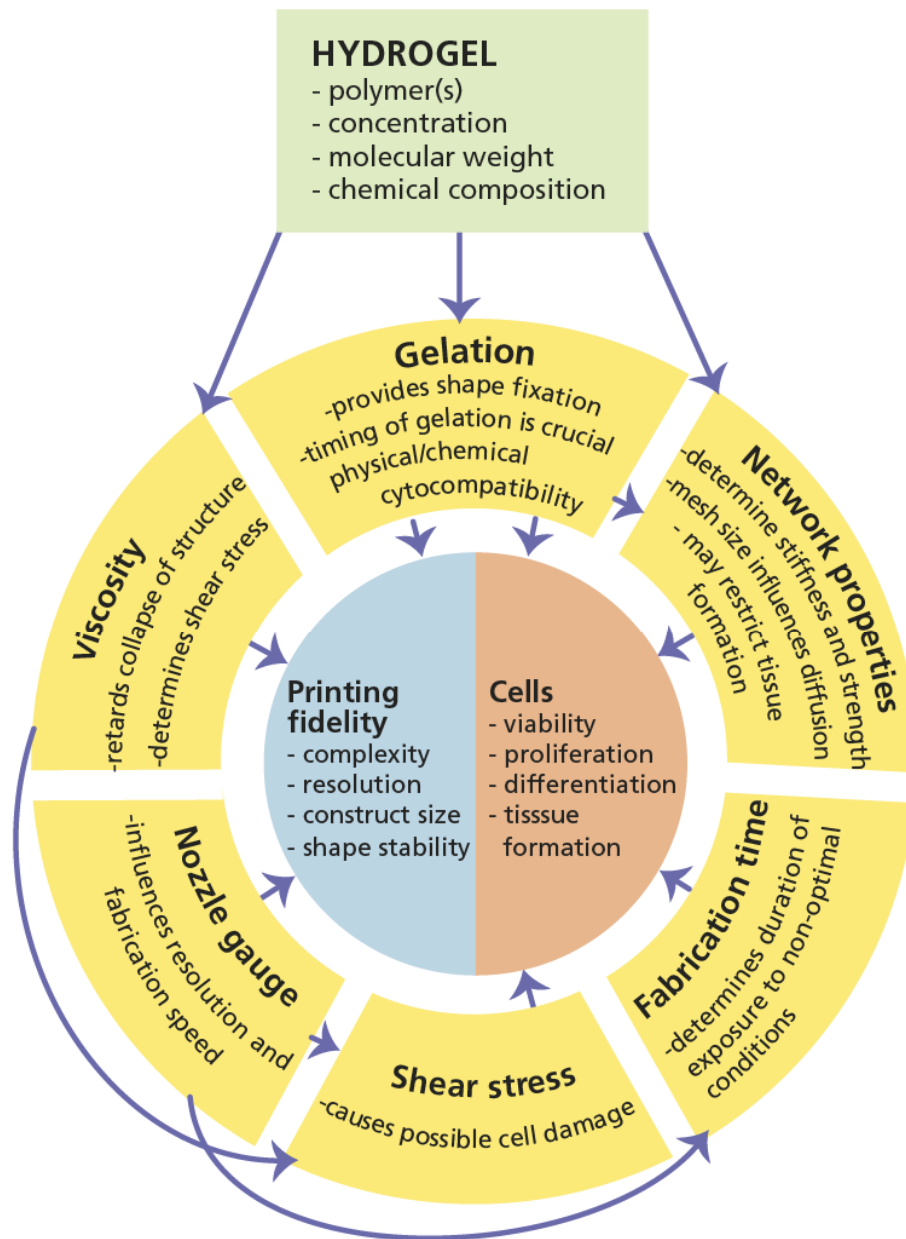 HYDROGEL
- polymer(s)
- concentration
- molecular weight
- chemical composition
Gelation
-provides shape fixation
-timing of gelation is crucial
physical/chemical
cytocompatibility
Network properties
-determine stiffness and strength
-mesh size influences diffusion
- may restrict tissue
formation
Viscosity
-retards collapse of structure
-determines shear stress
Printing
fidelity
- complexity
- resolution
- construct size
- shape stability
Cells
- viability
- proliferation
- differentiation
- tisssue
formation
Nozzle gauge
-influences resolution and
fabrication speed
Shear stress
-causes possible cell damage
Fabrication time
-determines duration of
exposure to non-optimal
conditions